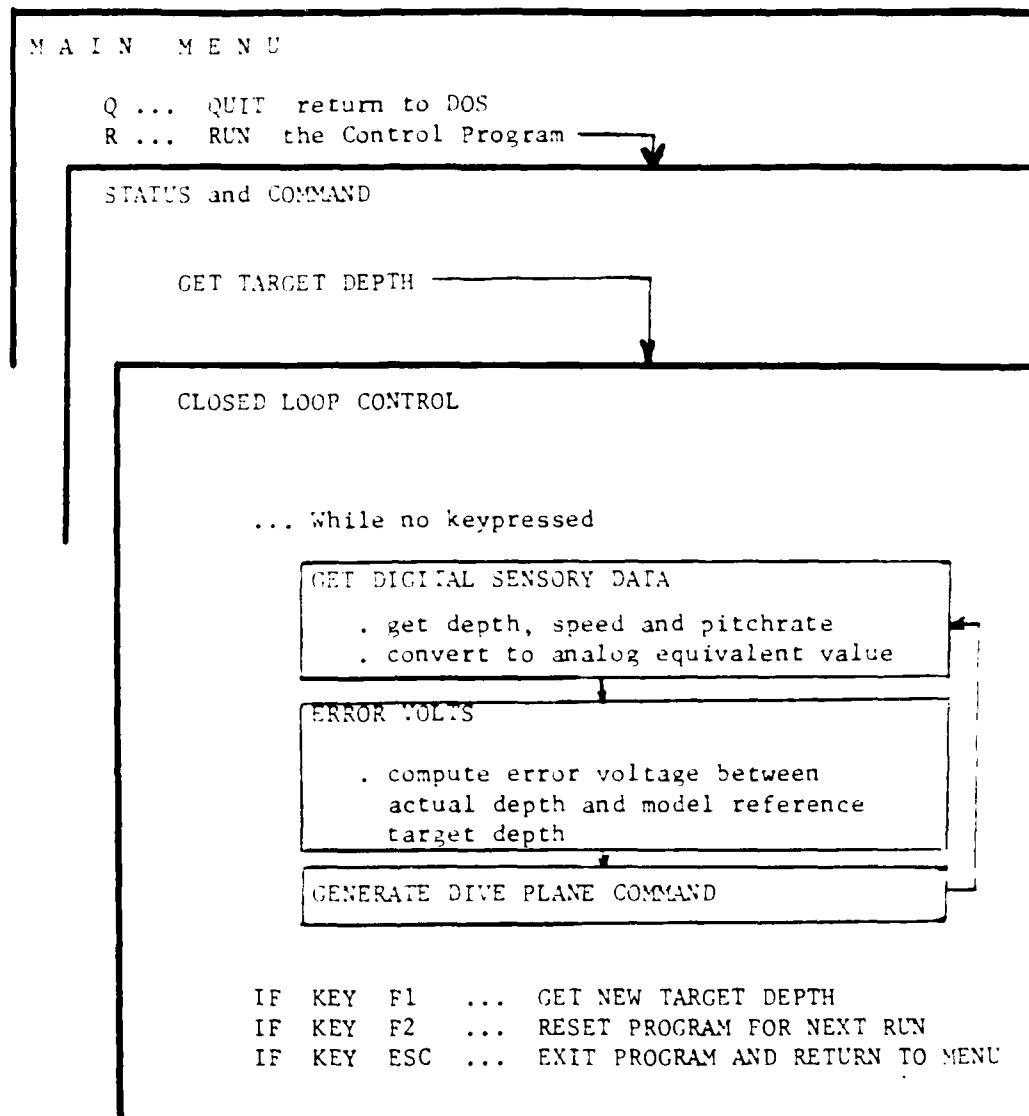 M A I N   M E N U
Q ... QUIT return to DOS
R ... RUN the Control Program
STATUS and COMMAND
GET TARGET DEPTH
CLOSED LOOP CONTROL
... While no keypressed
GET DIGITAL SENSORY DATA
. get depth, speed and pitchrate
. convert to analog equivalent value
ERROR VOLTS
. compute error voltage between
actual depth and model reference
target depth
GENERATE DIVE PLANE COMMAND
IF KEY F1 ... GET NEW TARGET DEPTH
IF KEY F2 ... RESET PROGRAM FOR NEXT RUN
IF KEY ESC ... EXIT PROGRAM AND RETURN TO MENU